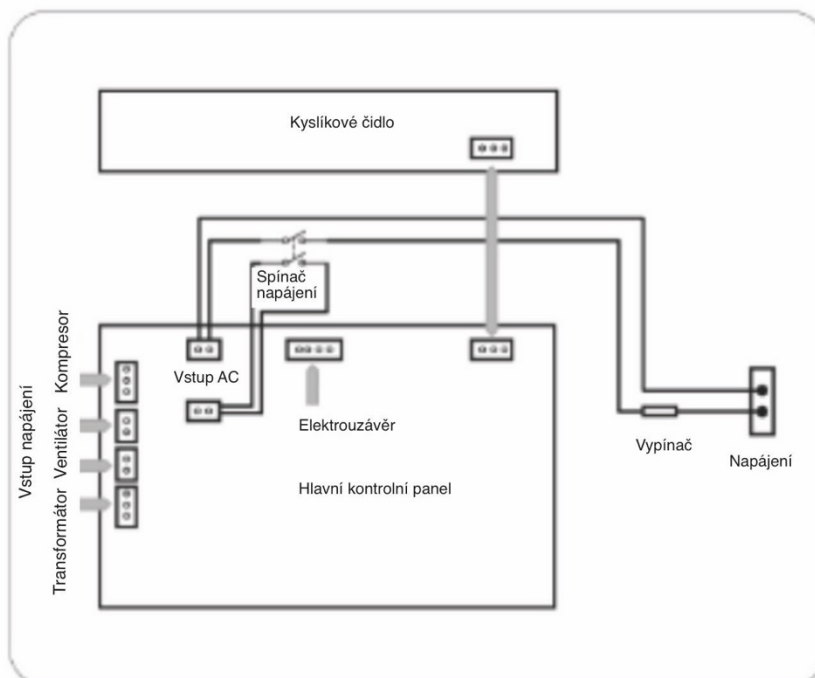 Kyslíkové čidlo
Spínač
napájení
Vstup AC
Elektrouzávěr
Hlavní kontrolní panel
Vypínač
Napájení
Kompresor
Ventilátor
Vstup napájení
Transformátor